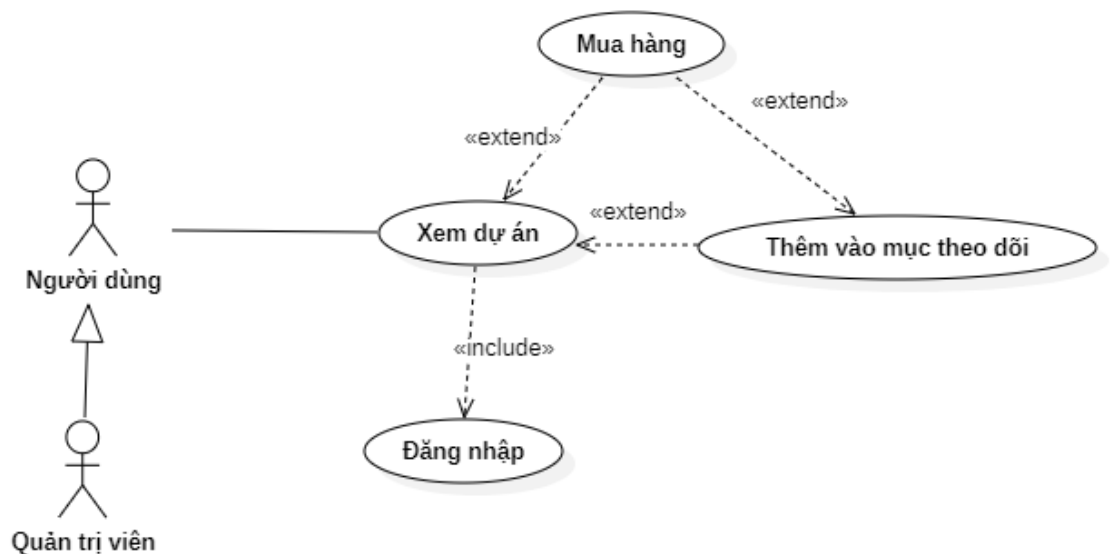 Mua hàng
«extend»
«extend»
«extend»
Xem dự án
Thêm vào mục theo dõi
Người dùng
«include»
Đăng nhập
Quản trị viên